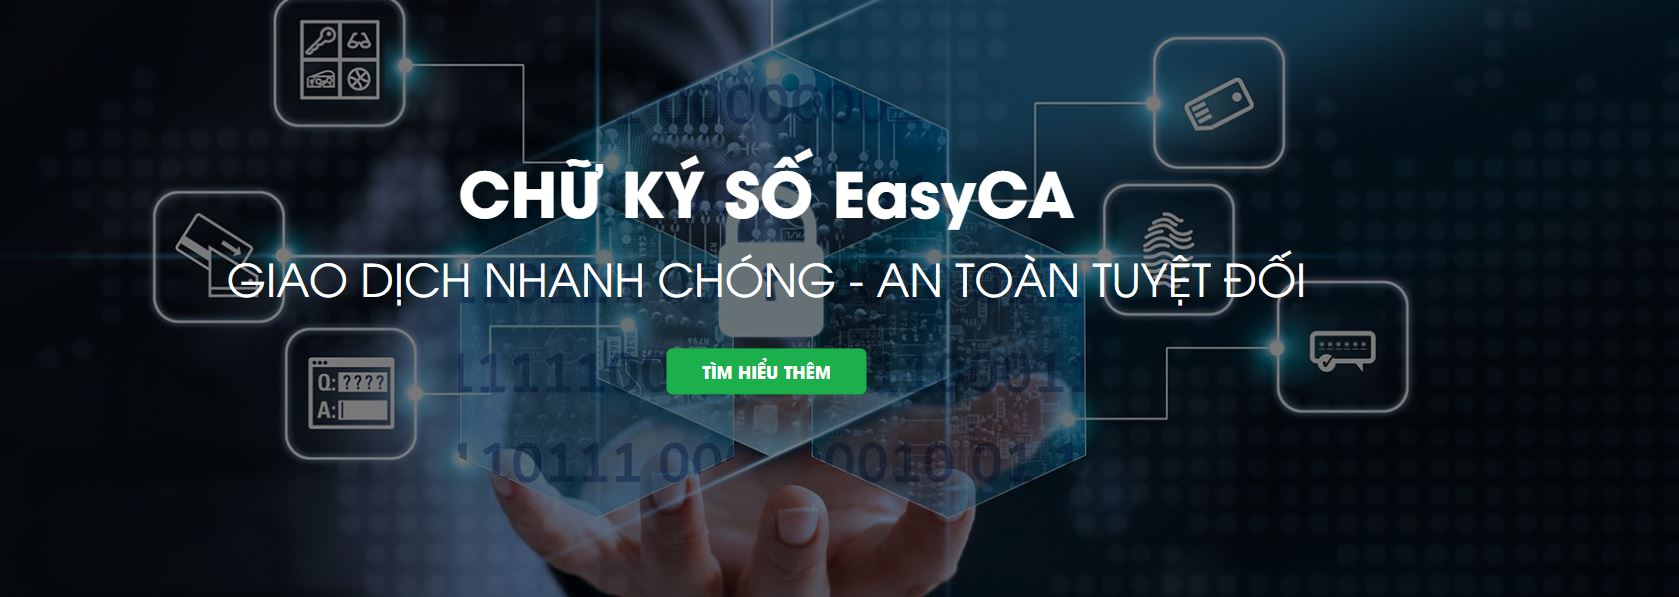 CHỮ KÝ SỐ EasyCA
GIAO DỊCH NHANH CHÓNG - AN TOÀN TUYỆT ĐỐI
TÌM HIỂU THÊM
Q: ????
A: